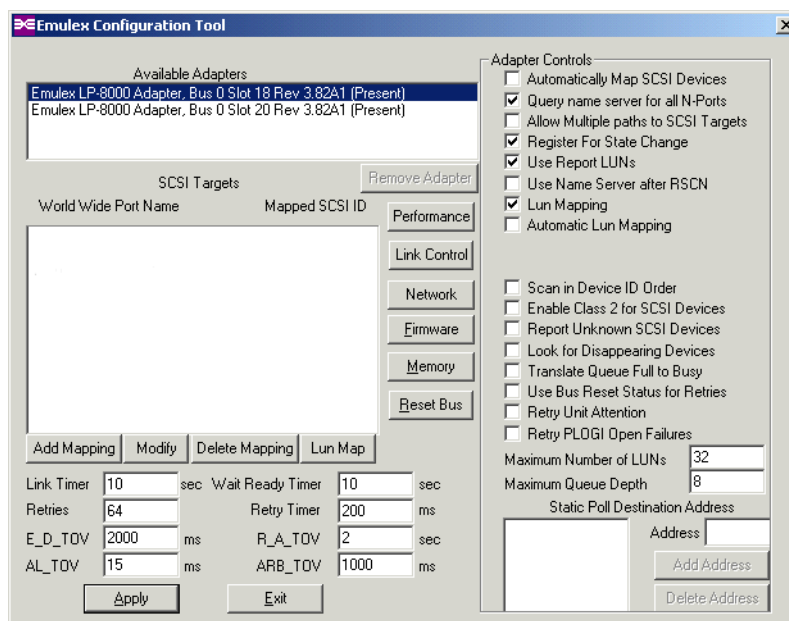 Emulex Configuration Tool
Available Adapters
Emulex LP-8000 Adapter, Bus 0 Slot 18 Rev 3.82A1 (Present)
Emulex LP-8000 Adapter, Bus 0 Slot 20 Rev 3.82A1 (Present)
Remove Adapter
SCSI Targets
World Wide Port Name Mapped SCSI ID
Performance
Link Control
Network
Firmware
Memory
Reset Bus
Add Mapping Modify Delete Mapping Lun Map
Link Timer 10 sec Wait Ready Timer 10 sec
Retries 64 Retry Timer 200 ms
E_D_TOV 2000 ms R_A_TOV 2 sec
AL_TOV 15 ms ARB_TOV 1000 ms
Apply Exit
Adapter Controls
Automatically Map SCSI Devices
Query name server for all N-Ports
Allow Multiple paths to SCSI Targets
Register For State Change
Use Report LUNs
Use Name Server after RSCN
Lun Mapping
Automatic Lun Mapping
Scan in Device ID Order
Enable Class 2 for SCSI Devices
Report Unknown SCSI Devices
Look for Disappearing Devices
Translate Queue Full to Busy
Use Bus Reset Status for Retries
Retry Unit Attention
Retry PLOGI Open Failures
Maximum Number of LUNs 32
Maximum Queue Depth 8
Static Poll Destination Address
Address
Add Address
Delete Address